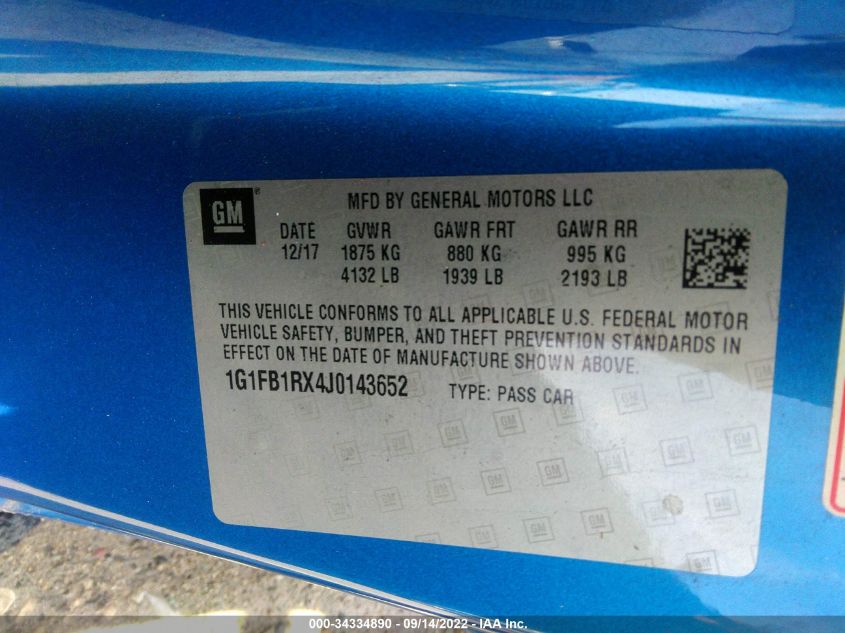 GM
MFD BY GENERAL MOTORS LLC
DATE GVWR GAWR FRT GAWR RR
12/17 1875 KG 880 KG 995 KG
4132 LB 1939 LB 2193 LB
THIS VEHICLE CONFORMS TO ALL APPLICABLE U.S. FEDERAL MOTOR
VEHICLE SAFETY, BUMPER, AND THEFT PREVENTION STANDARDS IN
EFFECT ON THE DATE OF MANUFACTURE SHOWN ABOVE.
1G1FB1RX4J0143652 TYPE: PASS CAR
000-34334890 - 09/14/2022 - IAA Inc.